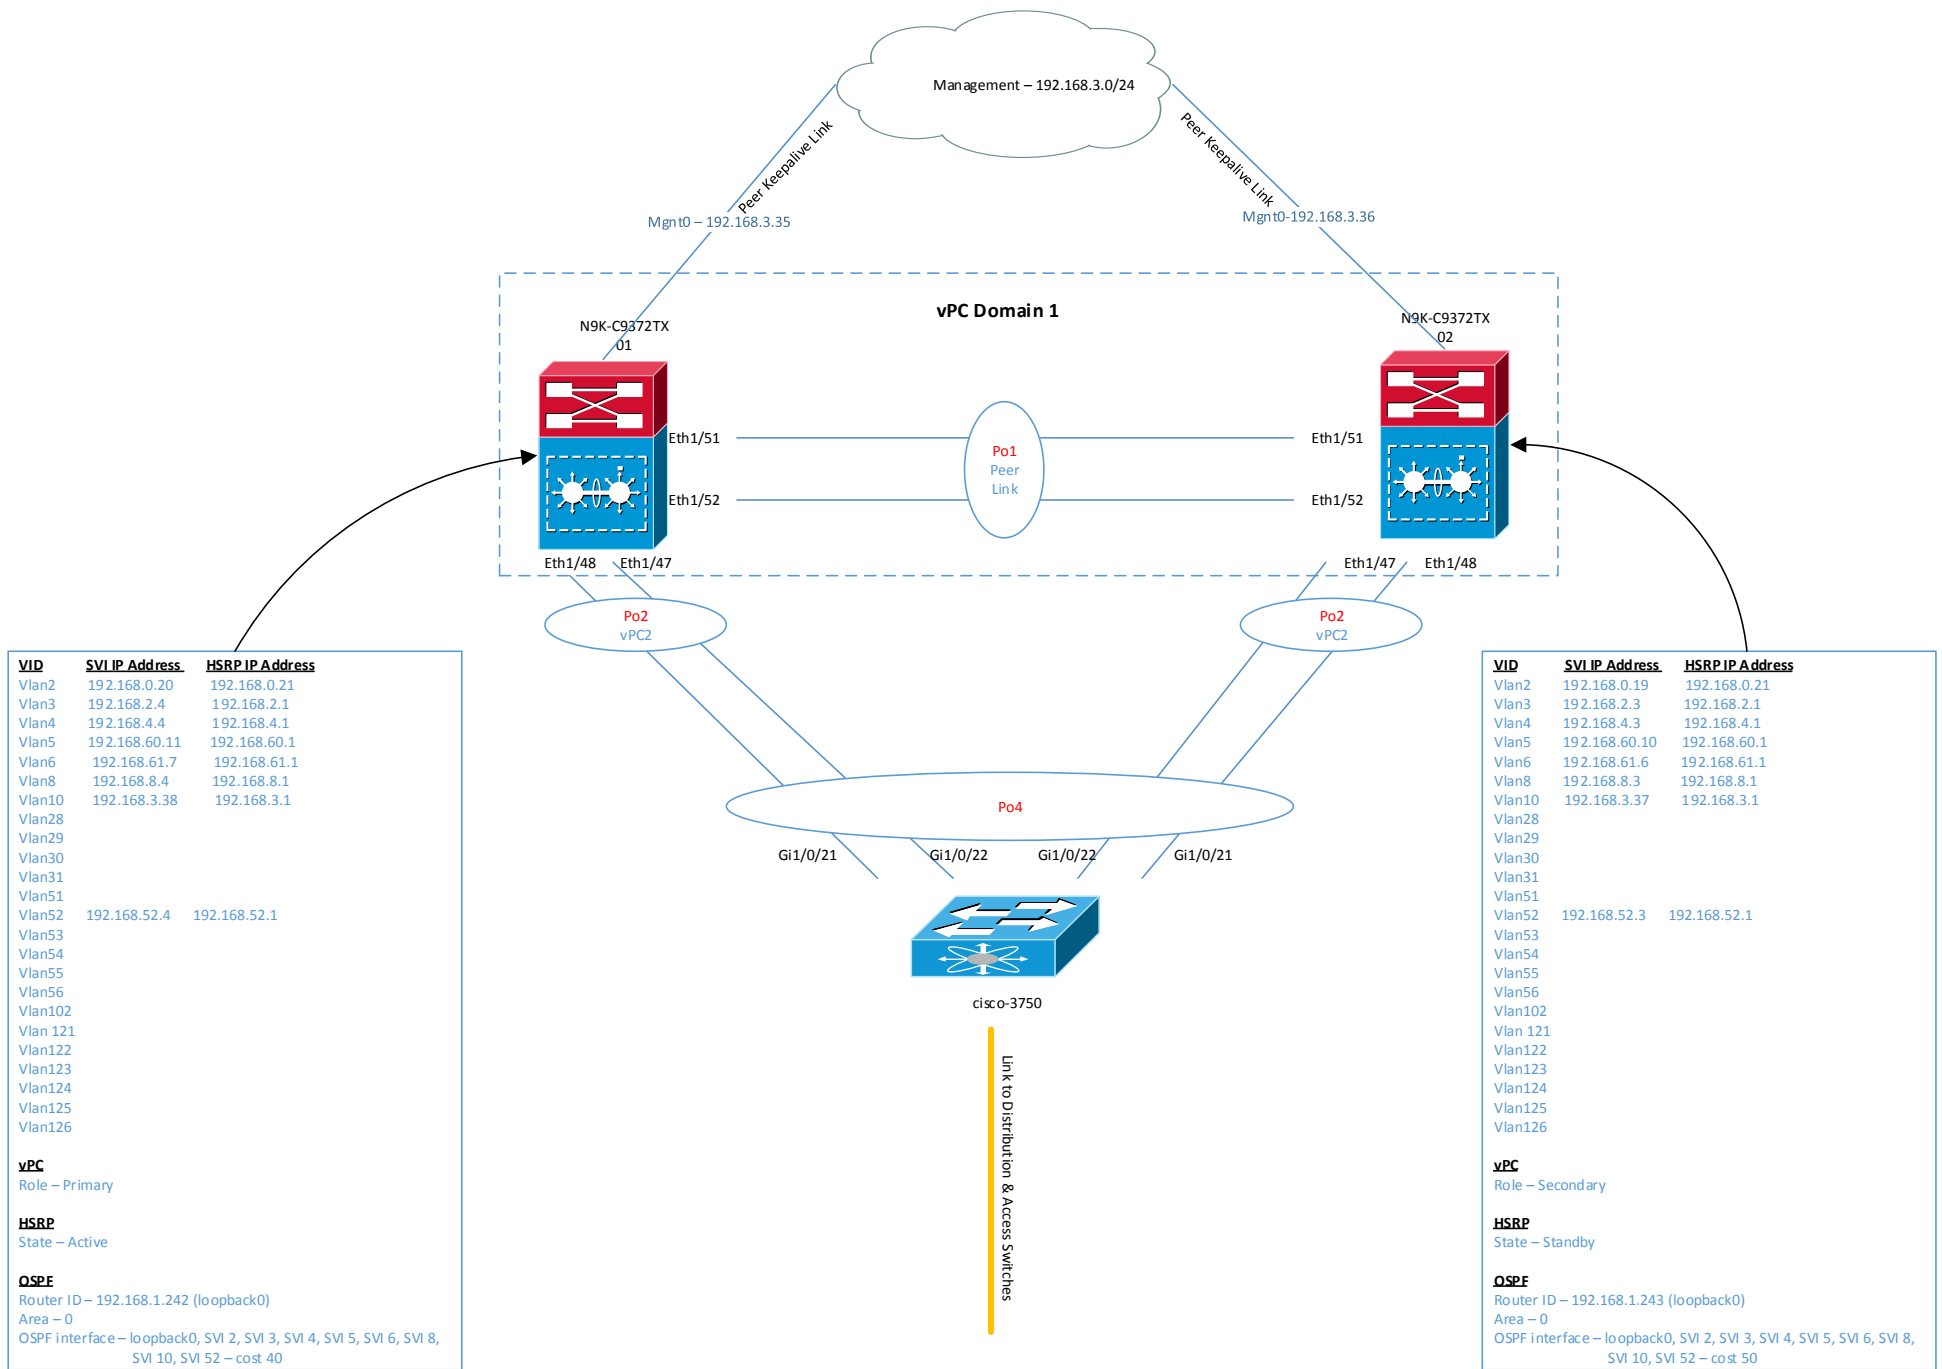 Management – 192.168.3.0/24
Peer Keepalive Link
Peer Keepalive Link
Mgnt0 – 192.168.3.35
Mgnt0-192.168.3.36
vPC Domain 1
N9K-C9372TX
01
N9K-C9372TX
02
Eth1/51
Eth1/51
Po1
Peer
Link
Eth1/52
Eth1/52
Eth1/48
Eth1/47
Eth1/47
Eth1/48
Po2
vPC2
Po2
vPC2
Po4
Gi1/0/21
Gi1/0/22
Gi1/0/22
Gi1/0/21
cisco-3750
Link to Distribution & Access Switches
VID SVI IP Address HSRP IP Address
Vlan2 192.168.0.20 192.168.0.21
Vlan3 192.168.2.4 192.168.2.1
Vlan4 192.168.4.4 192.168.4.1
Vlan5 192.168.60.11 192.168.60.1
Vlan6 192.168.61.7 192.168.61.1
Vlan8 192.168.8.4 192.168.8.1
Vlan10 192.168.3.38 192.168.3.1
Vlan28
Vlan29
Vlan30
Vlan31
Vlan51
Vlan52 192.168.52.4 192.168.52.1
Vlan53
Vlan54
Vlan55
Vlan56
Vlan102
Vlan 121
Vlan122
Vlan123
Vlan124
Vlan125
Vlan126
vPC
Role – Primary
HSRP
State – Active
OSPF
Router ID – 192.168.1.242 (loopback0)
Area – 0
OSPF interface – loopback0, SVI 2, SVI 3, SVI 4, SVI 5, SVI 6, SVI 8,
SVI 10, SVI 52 – cost 40
VID SVI IP Address HSRP IP Address
Vlan2 192.168.0.19 192.168.0.21
Vlan3 192.168.2.3 192.168.2.1
Vlan4 192.168.4.3 192.168.4.1
Vlan5 192.168.60.10 192.168.60.1
Vlan6 192.168.61.6 192.168.61.1
Vlan8 192.168.8.3 192.168.8.1
Vlan10 192.168.3.37 192.168.3.1
Vlan28
Vlan29
Vlan30
Vlan31
Vlan51
Vlan52 192.168.52.3 192.168.52.1
Vlan53
Vlan54
Vlan55
Vlan56
Vlan102
Vlan 121
Vlan122
Vlan123
Vlan124
Vlan125
Vlan126
vPC
Role – Secondary
HSRP
State – Standby
OSPF
Router ID – 192.168.1.243 (loopback0)
Area – 0
OSPF interface – loopback0, SVI 2, SVI 3, SVI 4, SVI 5, SVI 6, SVI 8,
SVI 10, SVI 52 – cost 50